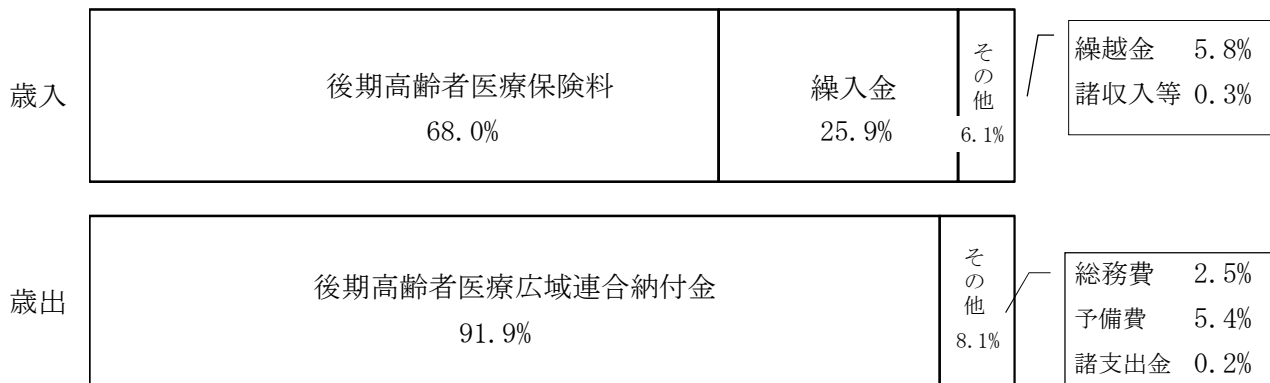 歳入
後期高齢者医療保険料
68.0%
繰入金
25.9%
その他
6.1%
繰越金 5.8%
諸収入等 0.3%
歳出
後期高齢者医療広域連合納付金
91.9%
その他
8.1%
総務費 2.5%
予備費 5.4%
諸支出金 0.2%